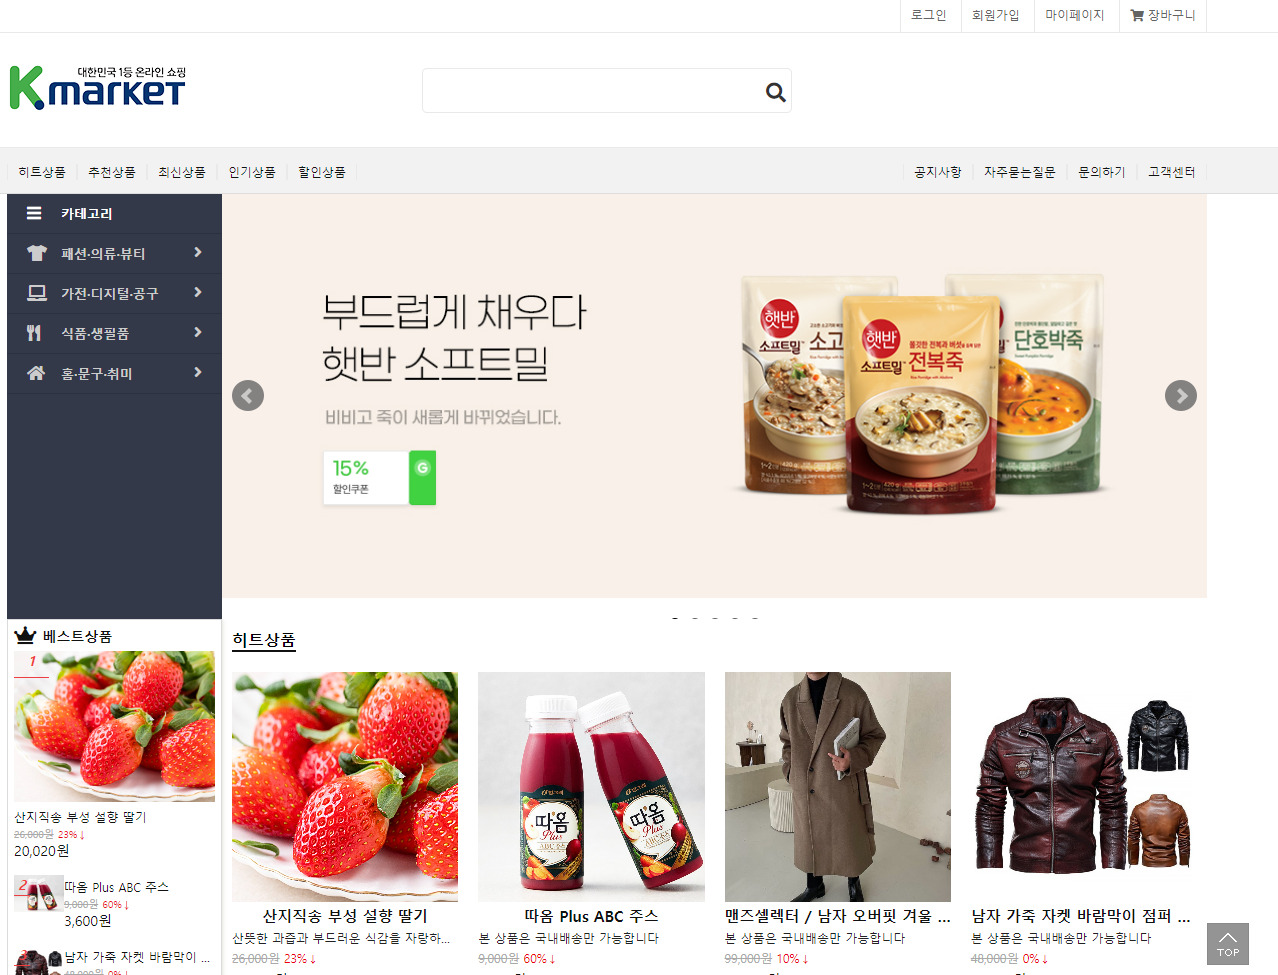 로그인
회원가입
마이페이지
장바구니
대한민국 1등 온라인 쇼핑
Kmarket
히트상품
추천상품
최신상품
인기상품
할인상품
공지사항
자주묻는질문
문의하기
고객센터
카테고리
패션·의류·뷰티
가전·디지털·공구
식품·생필품
홈·문구·취미
부드럽게 채우다
햇반 소프트밀
비비고 죽이 새롭게 바뀌었습니다.
15%
할인쿠폰
G
햇반
소프트밀
소고
햇반
소프트밀
전복죽
단호박죽
베스트상품
1
산지직송 부성 설향 딸기
26,000원 23%↓
20,020원
2
따옴 Plus ABC 주스
9,000원 60%↓
3,600원
3
남자 가죽 자켓 바람막이 ...
48,000원 0%↓
히트상품
산지직송 부성 설향 딸기
산뜻한 과즙과 부드러운 식감을 자랑하...
26,000원 23%↓
따옴
Plus
ABC 주스
따옴
Plus
따옴 Plus ABC 주스
본 상품은 국내배송만 가능합니다
9,000원 60%↓
맨즈셀렉터 / 남자 오버핏 겨울 ...
본 상품은 국내배송만 가능합니다
99,000원 10%↓
남자 가죽 자켓 바람막이 점퍼 ...
본 상품은 국내배송만 가능합니다
48,000원 0%↓
TOP